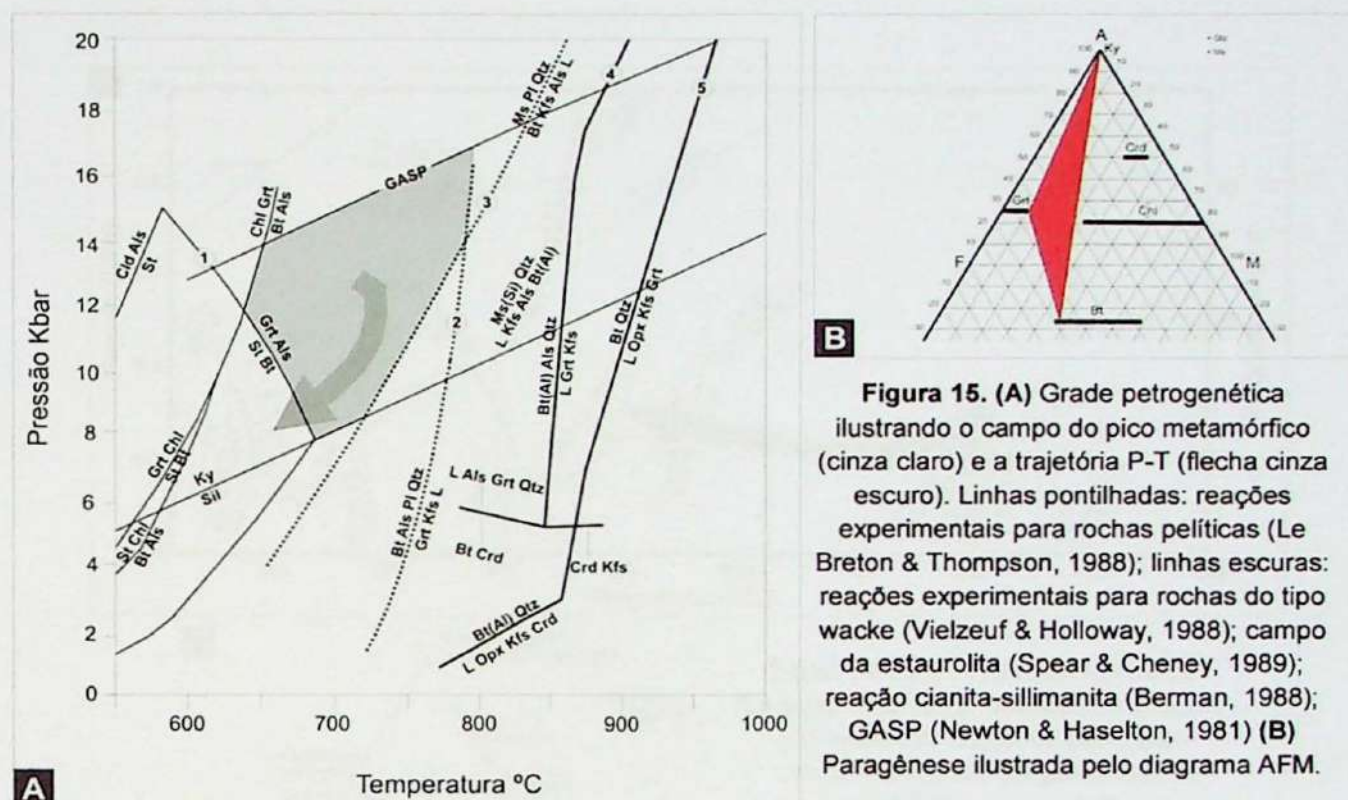 20
18
16
14
12
10
8
6
4
2
0
Pressão Kbar
600
700
800
900
1000
Temperatura ºC
Cld Als
St
1
Chl Grt
Bt Als
GASP
Grt Als
St Bt
Grt Chl
St Bt
St Chl
Bt Als
Ky
Sil
Ms Pl Qtz
Bt Kfs Als L
3
2
Bt Als Pl Qtz
Grt Kfs L
Ms(Si) Qtz
L Kfs Als Bt(Al)
4
5
Bt(Al) Als Qtz
L Grt Kfs
Bt Qtz
L Opx Kfs Grt
L Als Grt Qtz
Bt Crd
Crd Kfs
Bt(Al) Qtz
L Opx Kfs Crd
A
A
Ky
Crd
Grt
Chl
F
M
Bt
B
Figura 15. (A) Grade petrogenética
ilustrando o campo do pico metamórfico
(cinza claro) e a trajetória P-T (flecha cinza
escuro). Linhas pontilhadas: reações
experimentais para rochas pelíticas (Le
Breton & Thompson, 1988); linhas escuras:
reações experimentais para rochas do tipo
wacke (Vielzeuf & Holloway, 1988); campo
da estaurolita (Spear & Cheney, 1989);
reação cianita-sillimanita (Berman, 1988);
GASP (Newton & Haselton, 1981) (B)
Paragênese ilustrada pelo diagrama AFM.